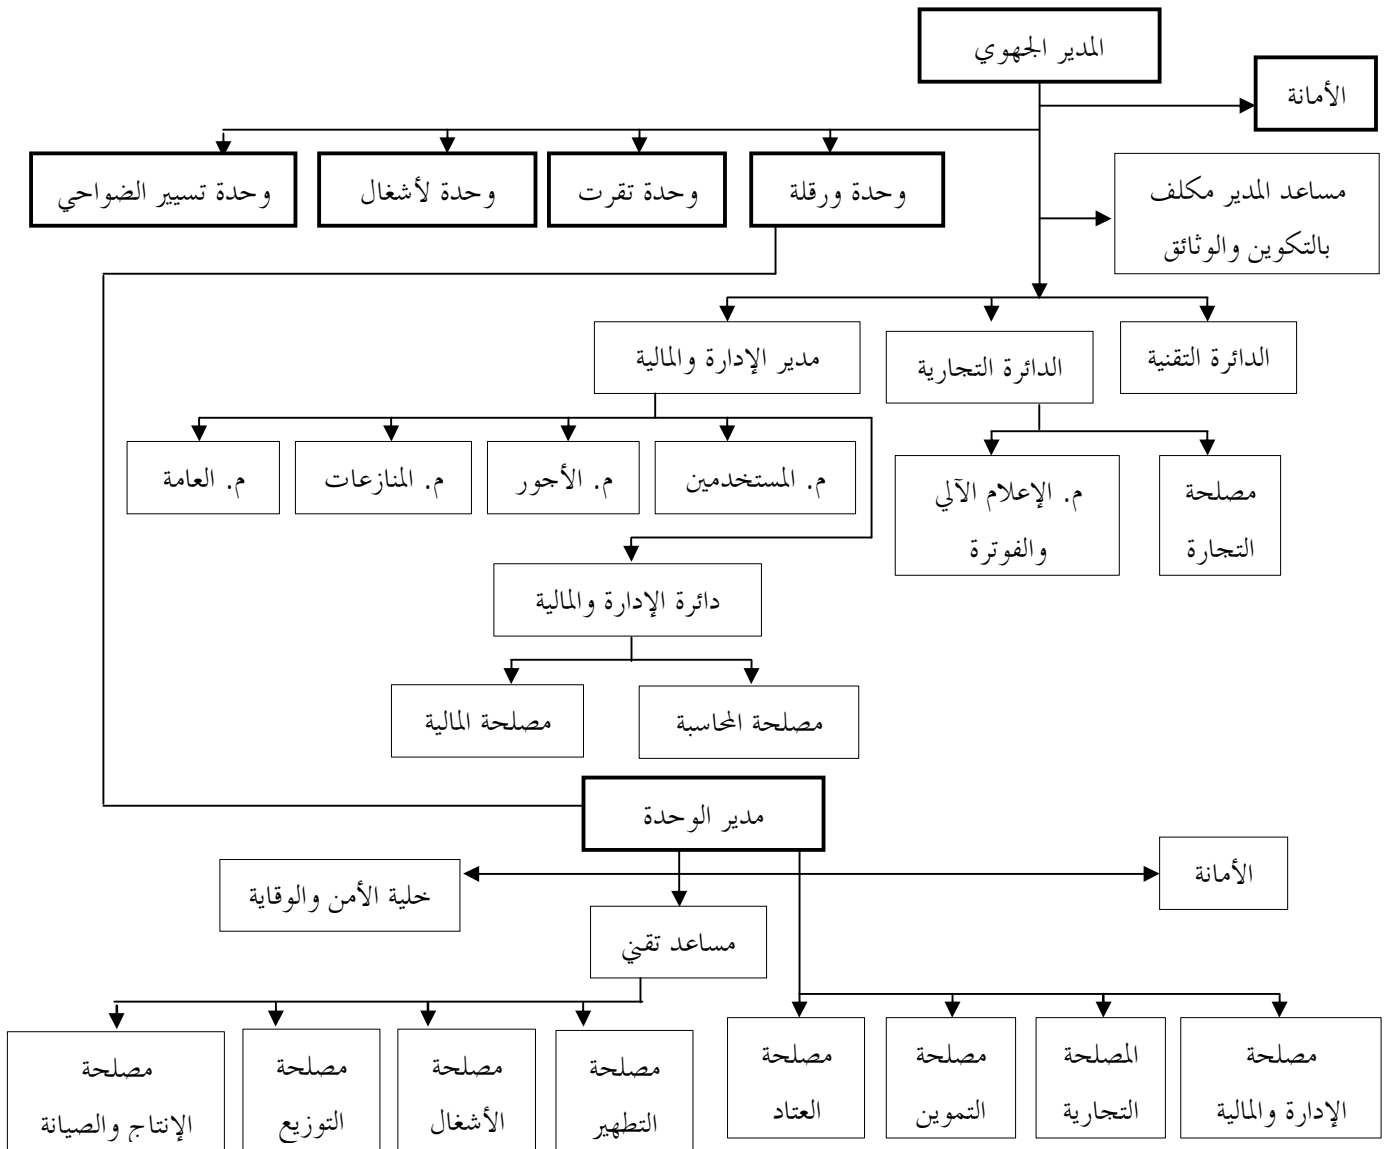 المدير الجهوي
الأمانة
وحدة ورقلة
وحدة تقرت
وحدة لأشغال
وحدة تسيير الضواحي
مساعد المدير مكلف
بالتكوين والوثائق
الدائرة التقنية
الدائرة التجارية
مدير الإدارة والمالية
م. المستخدمين
م. الأجور
م. المنازعات
م. العامة
مصلحة
التجارة
م. الإعلام الآلي
والفوترة
دائرة الإدارة والمالية
مصلحة المحاسبة
مصلحة المالية
مدير الوحدة
الأمانة
خلية الأمن والوقاية
مساعد تقني
مصلحة
الإدارة والمالية
المصلحة
التجارية
مصلحة
التموين
مصلحة
العتاد
مصلحة
التطهير
مصلحة
الأشغال
مصلحة
التوزيع
مصلحة
الإنتاج والصيانة